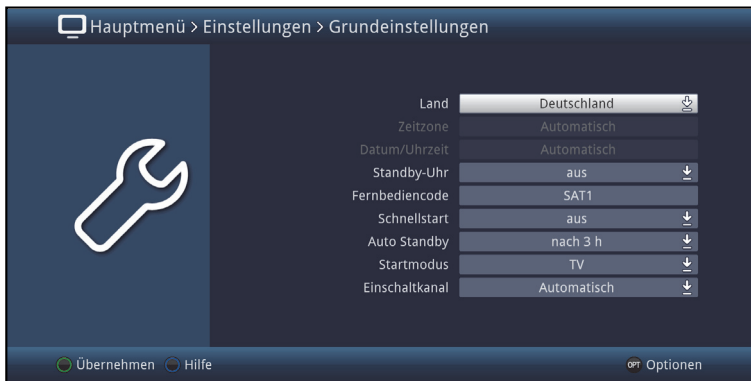 Hauptmenü > Einstellungen > Grundeinstellungen
Land Deutschland
Zeitzone Automatisch
Datum/Uhrzeit Automatisch
Standby-Uhr aus
Fernbediencode SAT1
Schnellstart aus
Auto Standby nach 3 h
Startmodus TV
Einschaltkanal Automatisch
Übernehmen Hilfe OPT Optionen